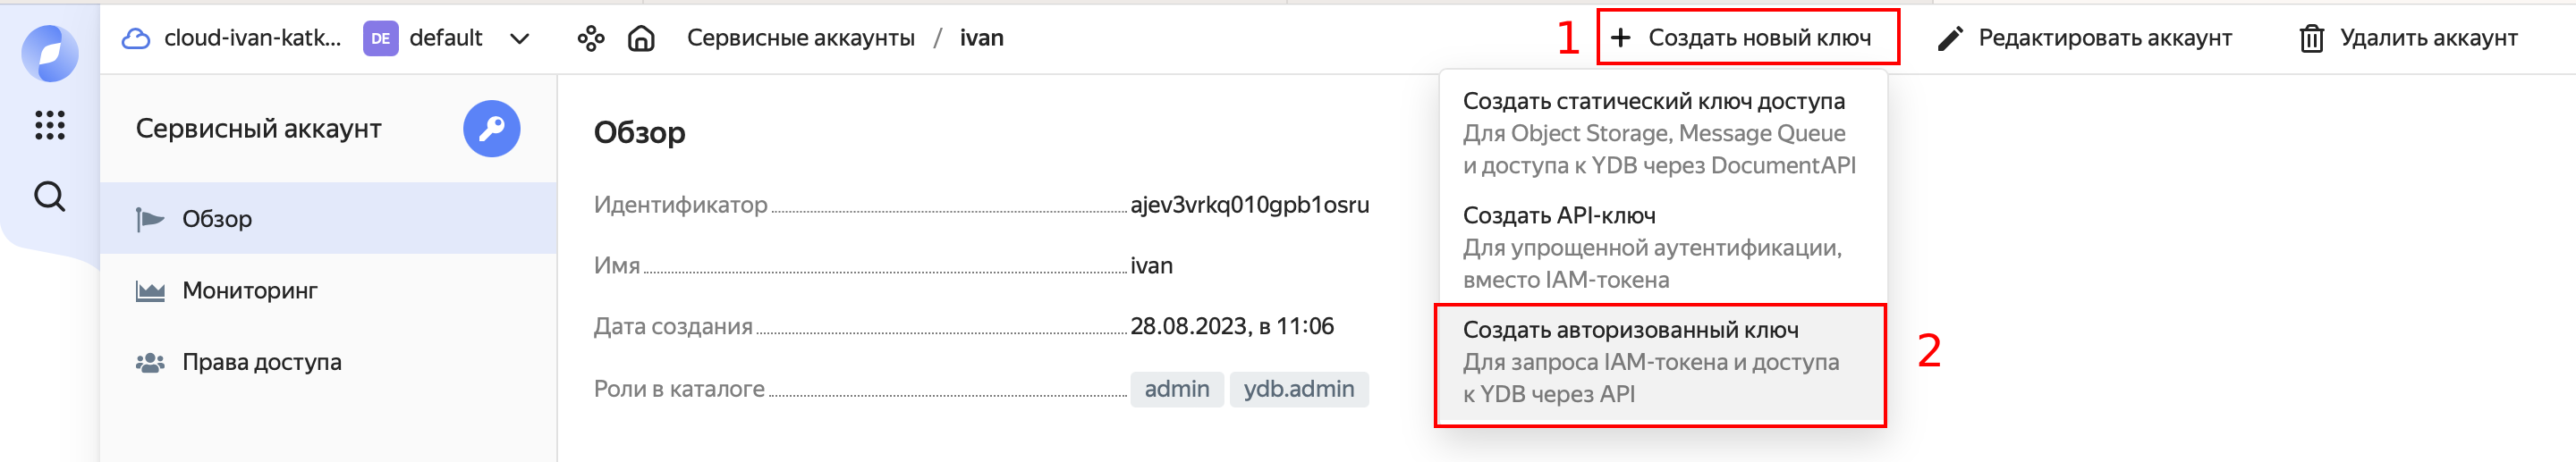 cloud-ivan-katk... DE default Сервисные аккаунты / ivan 1 + Создать новый ключ Редактировать аккаунт Удалить аккаунт
Сервисный аккаунт
Обзор
Мониторинг
Права доступа
Обзор
Идентификатор ajev3vrkq010gpb1osru
Имя ivan
Дата создания 28.08.2023, в 11:06
Роли в каталоге admin ydb.admin
Создать статический ключ доступа
Для Object Storage, Message Queue
и доступа к YDB через DocumentAPI
Создать API-ключ
Для упрощенной аутентификации,
вместо IAM-токена
Создать авторизованный ключ
Для запроса IAM-токена и доступа
к YDB через API
2